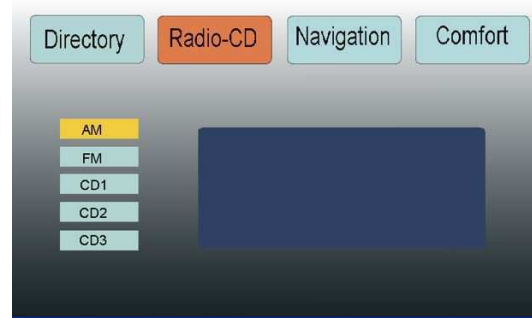 Directory Radio-CD Navigation Comfort
AM
FM
CD1
CD2
CD3